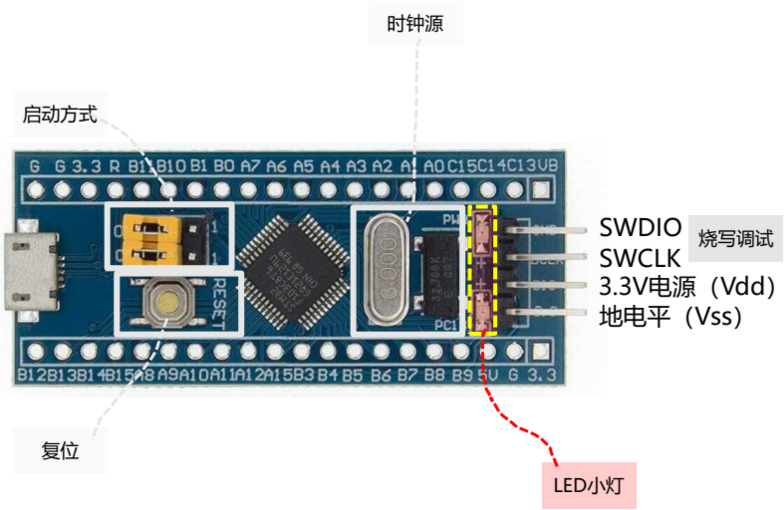 时钟源
启动方式
G G 3.3 R B11 B10 B1 B0 A7 A6 A5 A4 A3 A2 A1 A0 C15 C14 C13 VB
SWDIO
SWCLK
3.3V电源（Vdd）
地电平（Vss）
烧写调试
RESET
PC1
B12 B13 B14 B15 A8 A9 A10 A11 A12 A15 B3 B4 B5 B6 B7 B8 B9 5V G 3.3
复位
LED小灯